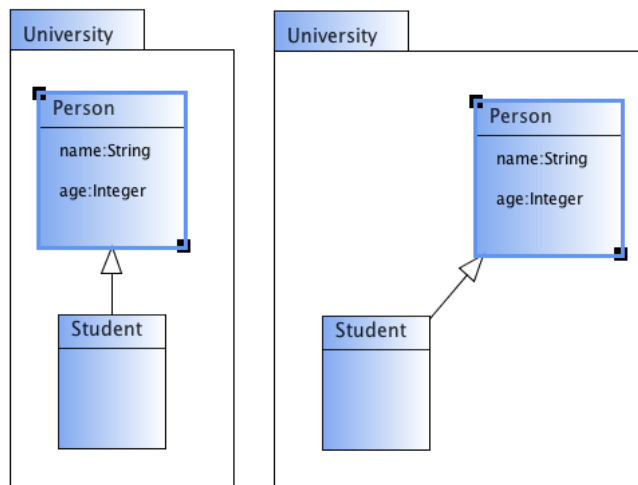 University
Person
name:String
age:Integer
Student
University
Person
name:String
age:Integer
Student